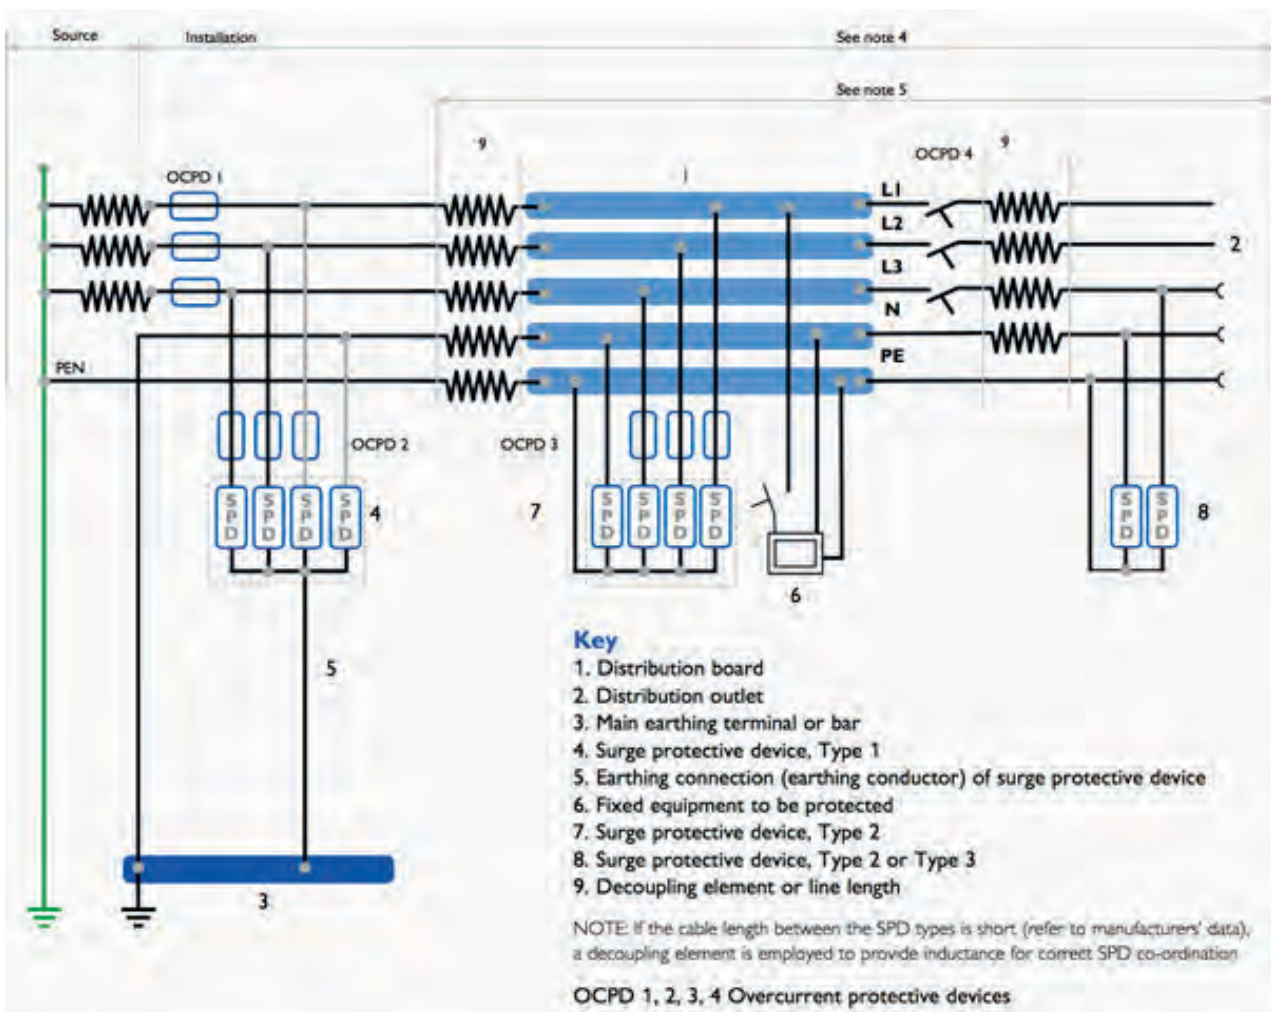 Source
Installation
See note 4
See note 5
9
OCPD 4
9
OCPD 1
1
L1
L2
2
L3
N
PE
PEN
OCPD 2
OCPD 3
SPD
SPD
SPD
SPD
4
7
SPD
SPD
SPD
SPD
SPD
SPD
8
6
5
3
Key
1. Distribution board
2. Distribution outlet
3. Main earthing terminal or bar
4. Surge protective device, Type 1
5. Earthing connection (earthing conductor) of surge protective device
6. Fixed equipment to be protected
7. Surge protective device, Type 2
8. Surge protective device, Type 2 or Type 3
9. Decoupling element or line length
NOTE: If the cable length between the SPD types is short (refer to manufacturers' data),
a decoupling element is employed to provide inductance for correct SPD co-ordination
OCPD 1, 2, 3, 4 Overcurrent protective devices